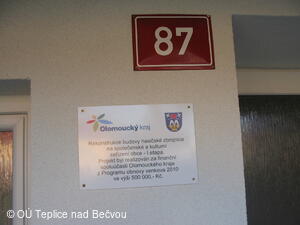 87
Olomoucký kraj
Rekonstrukce budovy hasičské zbrojnice
na společenské a kulturní
zařízení obce - I.etapa
Projekt byl realizován za finanční
spoluúčasti Olomouckého kraje
z Programu obnovy venkova 2010
ve výši 500 000,- Kč.
© OÚ Teplice nad Bečvou